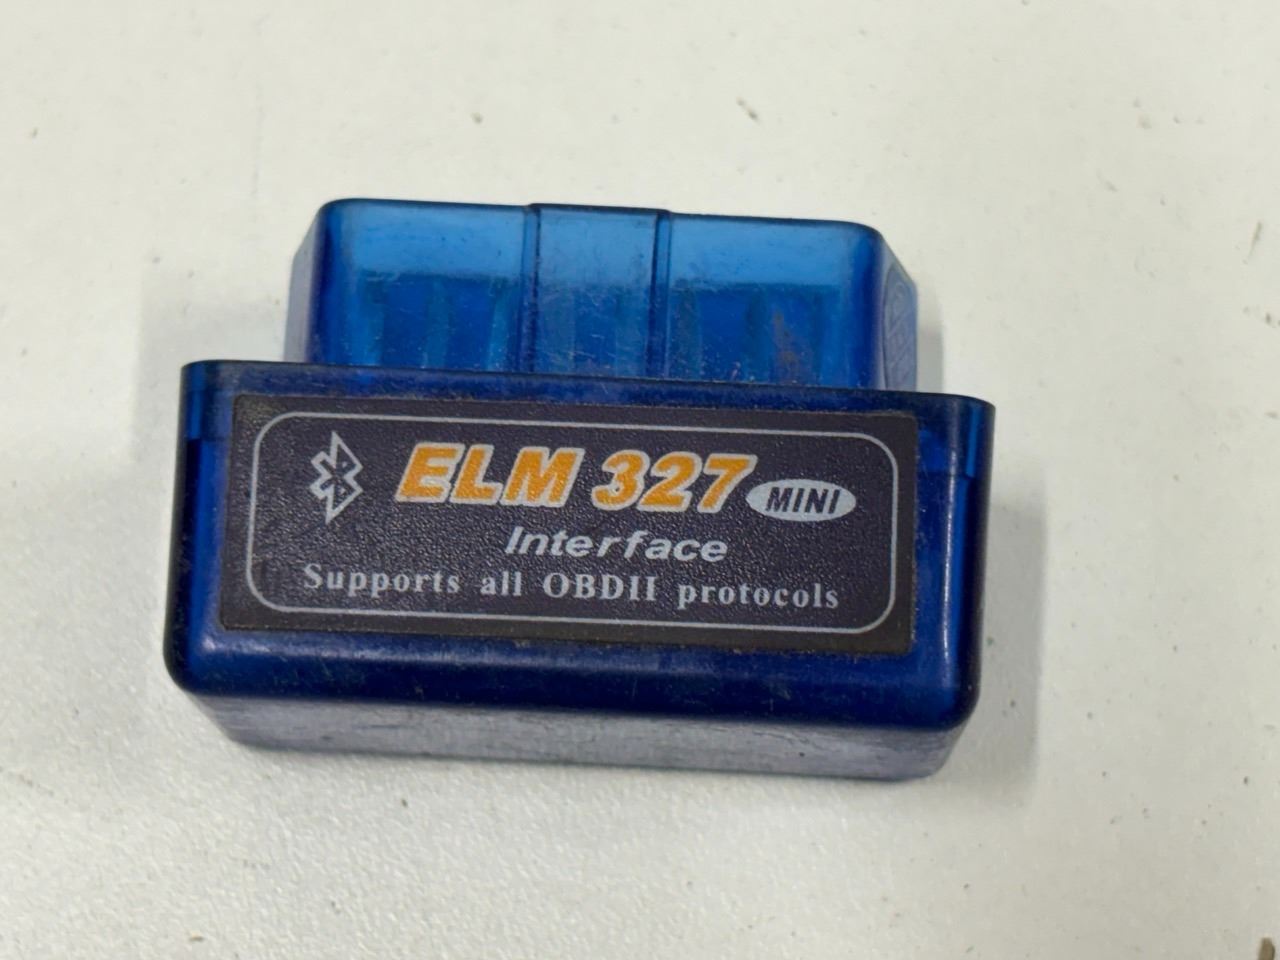 ELM 327 MINI
Interface
Supports all OBDII protocols